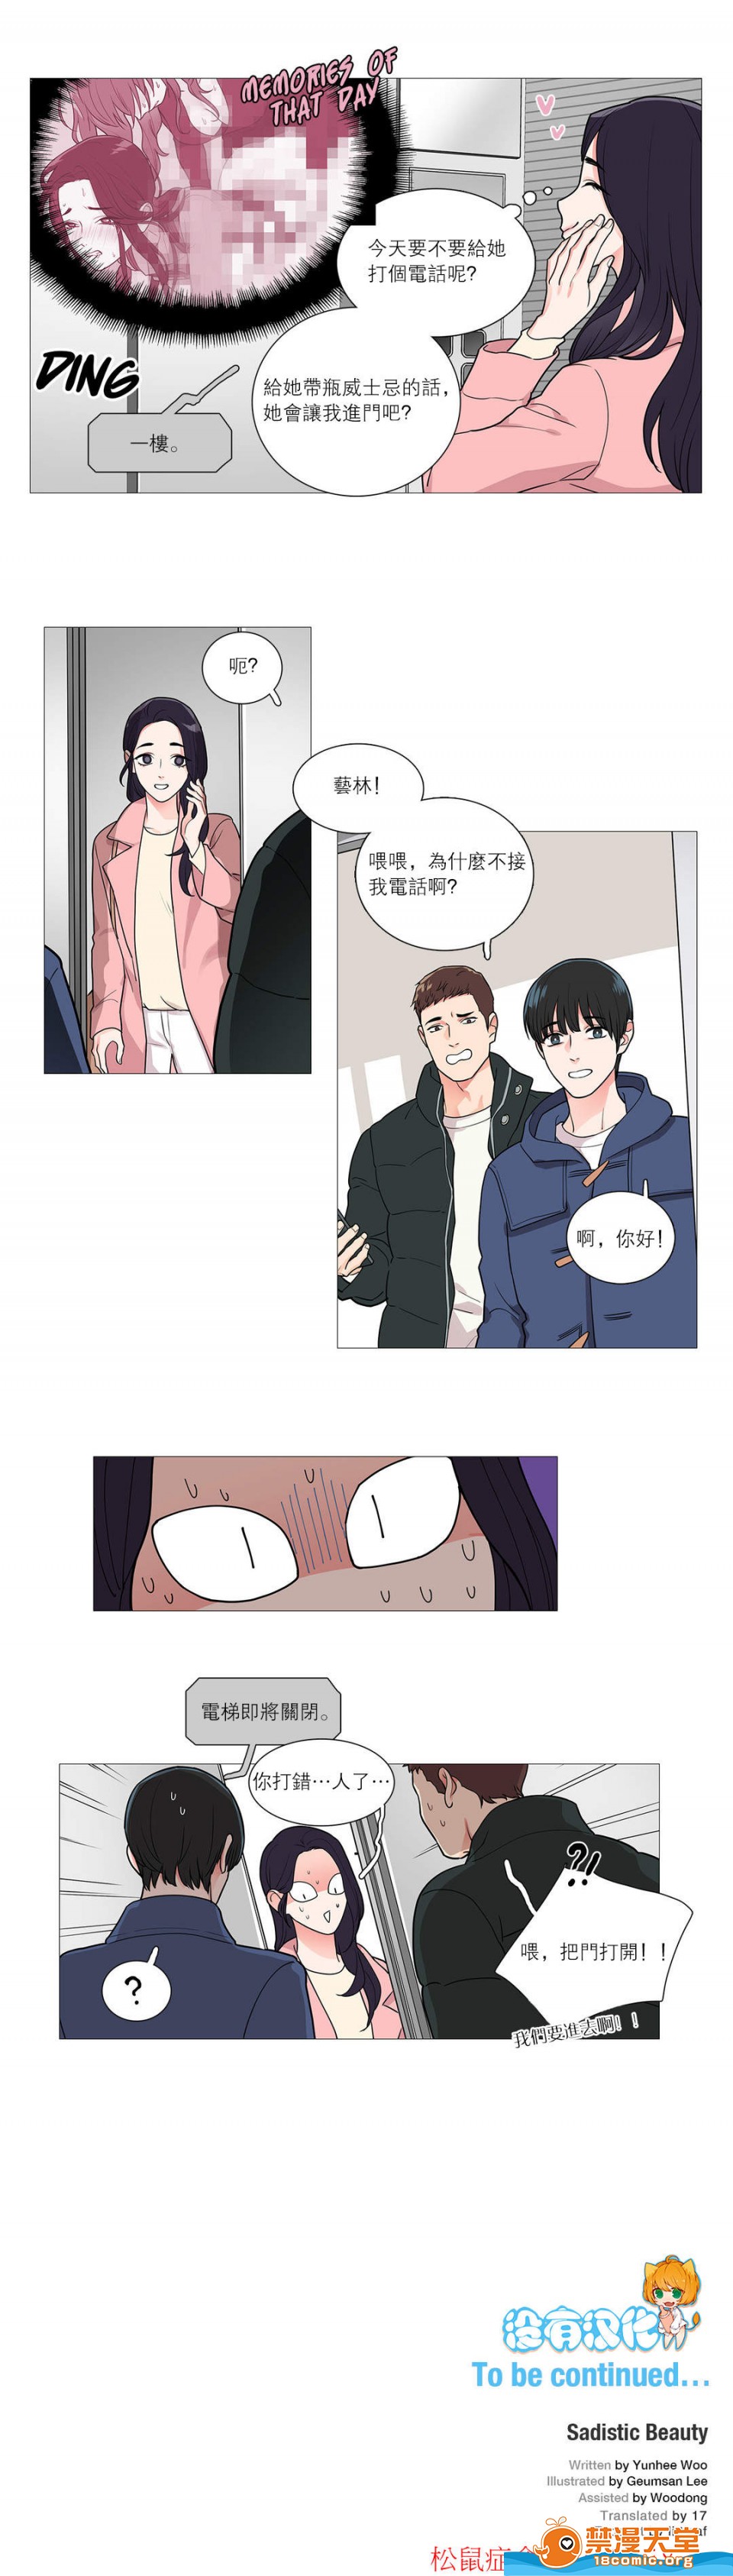 MEMORIES OF
THAT DAY
今天要不要給她
打個電話呢?
給她帶瓶威士忌的話,
她會讓我進門吧?
DING
一樓。
呃?
藝林!
喂喂, 為什麼不接
我電話啊?
啊, 你好!
電梯即將關閉。
你打錯…人了…
?!
?
喂, 把門打開!!
我們要進去啊!!
没有汉化
To be continued...
Sadistic Beauty
Written by Yunhee Woo
Illustrated by Geumsan Lee
Assisted by Woodong
Translated by 17
松鼠症
禁漫天堂
18comic.org